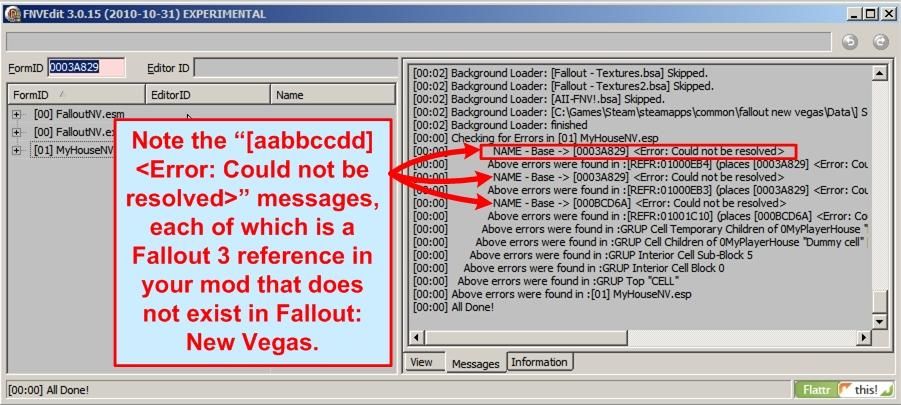 FNVEdit 3.0.15 (2010-10-31) EXPERIMENTAL
FormID 0003A829 Editor ID
FormID EditorID Name
[00] FalloutNV.esm
[00] FalloutNV.ex
[01] MyHouseNV
Note the “[aabbccdd]
<Error: Could not be
resolved>” messages,
each of which is a
Fallout 3 reference in
your mod that does
not exist in Fallout:
New Vegas.
[00:02] Background Loader: [Fallout - Textures.bsa] Skipped.
[00:02] Background Loader: [Fallout - Textures2.bsa] Skipped.
[00:02] Background Loader: [AII-FNV!.bsa] Skipped.
[00:02] Background Loader: [C:\Games\Steam\steamapps\common\fallout new vegas\Data\] S
[00:02] Background Loader: finished
[00:00] Checking for Errors in [01] MyHouseNV.esp
[00:00] NAME - Base -> [0003A829] <Error: Could not be resolved>
[00:00] Above errors were found in :[REFR:01000EB4] (places [0003A829] <Error: Cou
[00:00] NAME - Base -> [0003A829] <Error: Could not be resolved>
[00:00] Above errors were found in :[REFR:01000EB3] (places [0003A829] <Error: Cou
[00:00] NAME - Base -> [000BCD6A] <Error: Could not be resolved>
[00:00] Above errors were found in :[REFR:01001C10] (places [000BCD6A] <Error: Co
[00:00] Above errors were found in :GRUP Cell Temporary Children of 0MyPlayerHouse "
[00:00] Above errors were found in :GRUP Cell Children of 0MyPlayerHouse "Dummy cell"
[00:00] Above errors were found in :GRUP Interior Cell Sub-Block 5
[00:00] Above errors were found in :GRUP Interior Cell Block 0
[00:00] Above errors were found in :GRUP Top "CELL"
[00:00] Above errors were found in :[01] MyHouseNV.esp
[00:00] All Done!
View Messages Information
[00:00] All Done!
Flattr this!